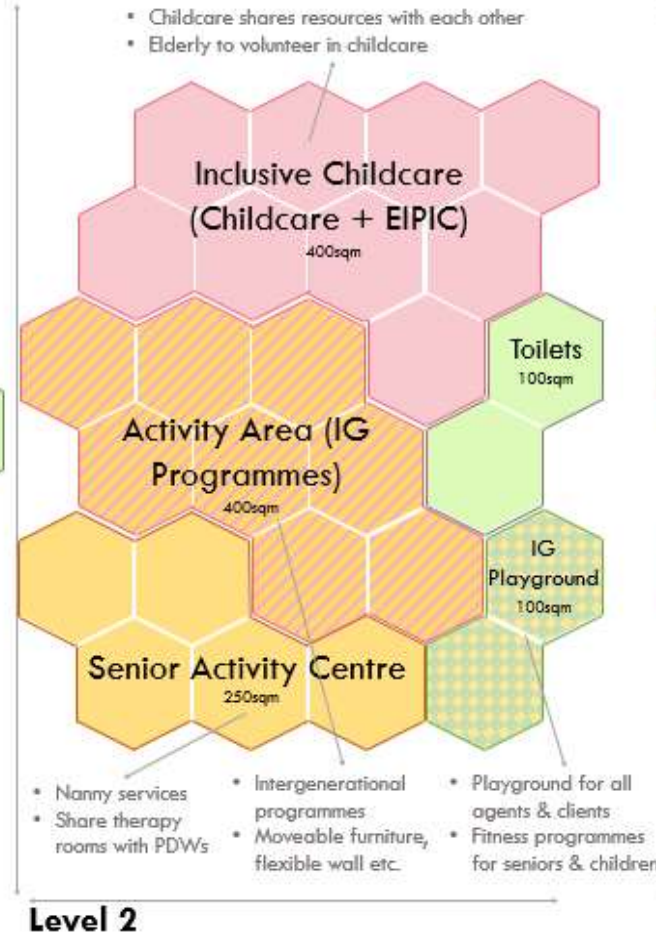 • Childcare shares resources with each other
• Elderly to volunteer in childcare
Inclusive Childcare
(Childcare + EIPIC)
400sqm
Toilets
100sqm
Activity Area (IG
Programmes)
400sqm
IG
Playground
100sqm
Senior Activity Centre
250sqm
• Nanny services
• Share therapy
rooms with PDWs
• Intergenerational
programmes
• Moveable furniture,
flexible wall etc.
• Playground for all
agents & clients
• Fitness programmes
for seniors & children
Level 2